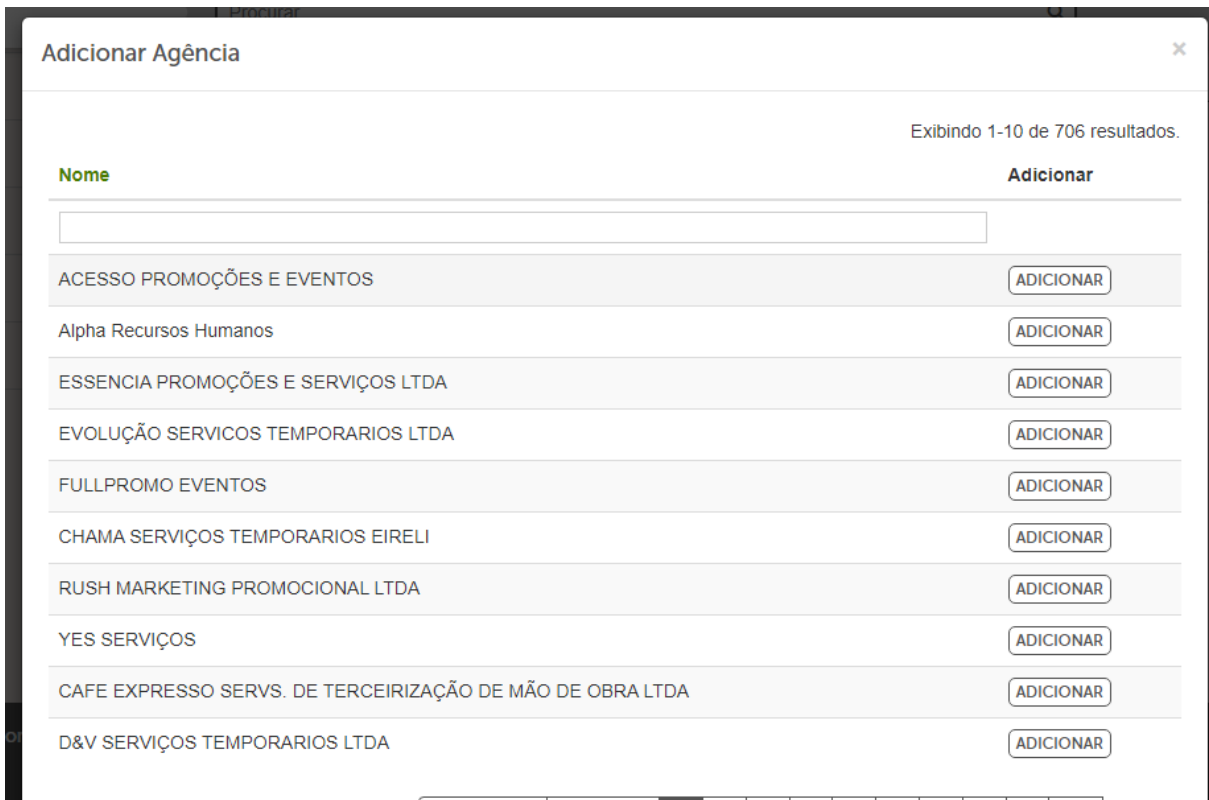 Procurar
Adicionar Agência ×
Exibindo 1-10 de 706 resultados.
Nome Adicionar
ACESSO PROMOÇÕES E EVENTOS ADICIONAR
Alpha Recursos Humanos ADICIONAR
ESSENCIA PROMOÇÕES E SERVIÇOS LTDA ADICIONAR
EVOLUÇÃO SERVICOS TEMPORARIOS LTDA ADICIONAR
FULLPROMO EVENTOS ADICIONAR
CHAMA SERVIÇOS TEMPORARIOS EIRELI ADICIONAR
RUSH MARKETING PROMOCIONAL LTDA ADICIONAR
YES SERVIÇOS ADICIONAR
CAFE EXPRESSO SERVS. DE TERCEIRIZAÇÃO DE MÃO DE OBRA LTDA ADICIONAR
D&V SERVIÇOS TEMPORARIOS LTDA ADICIONAR